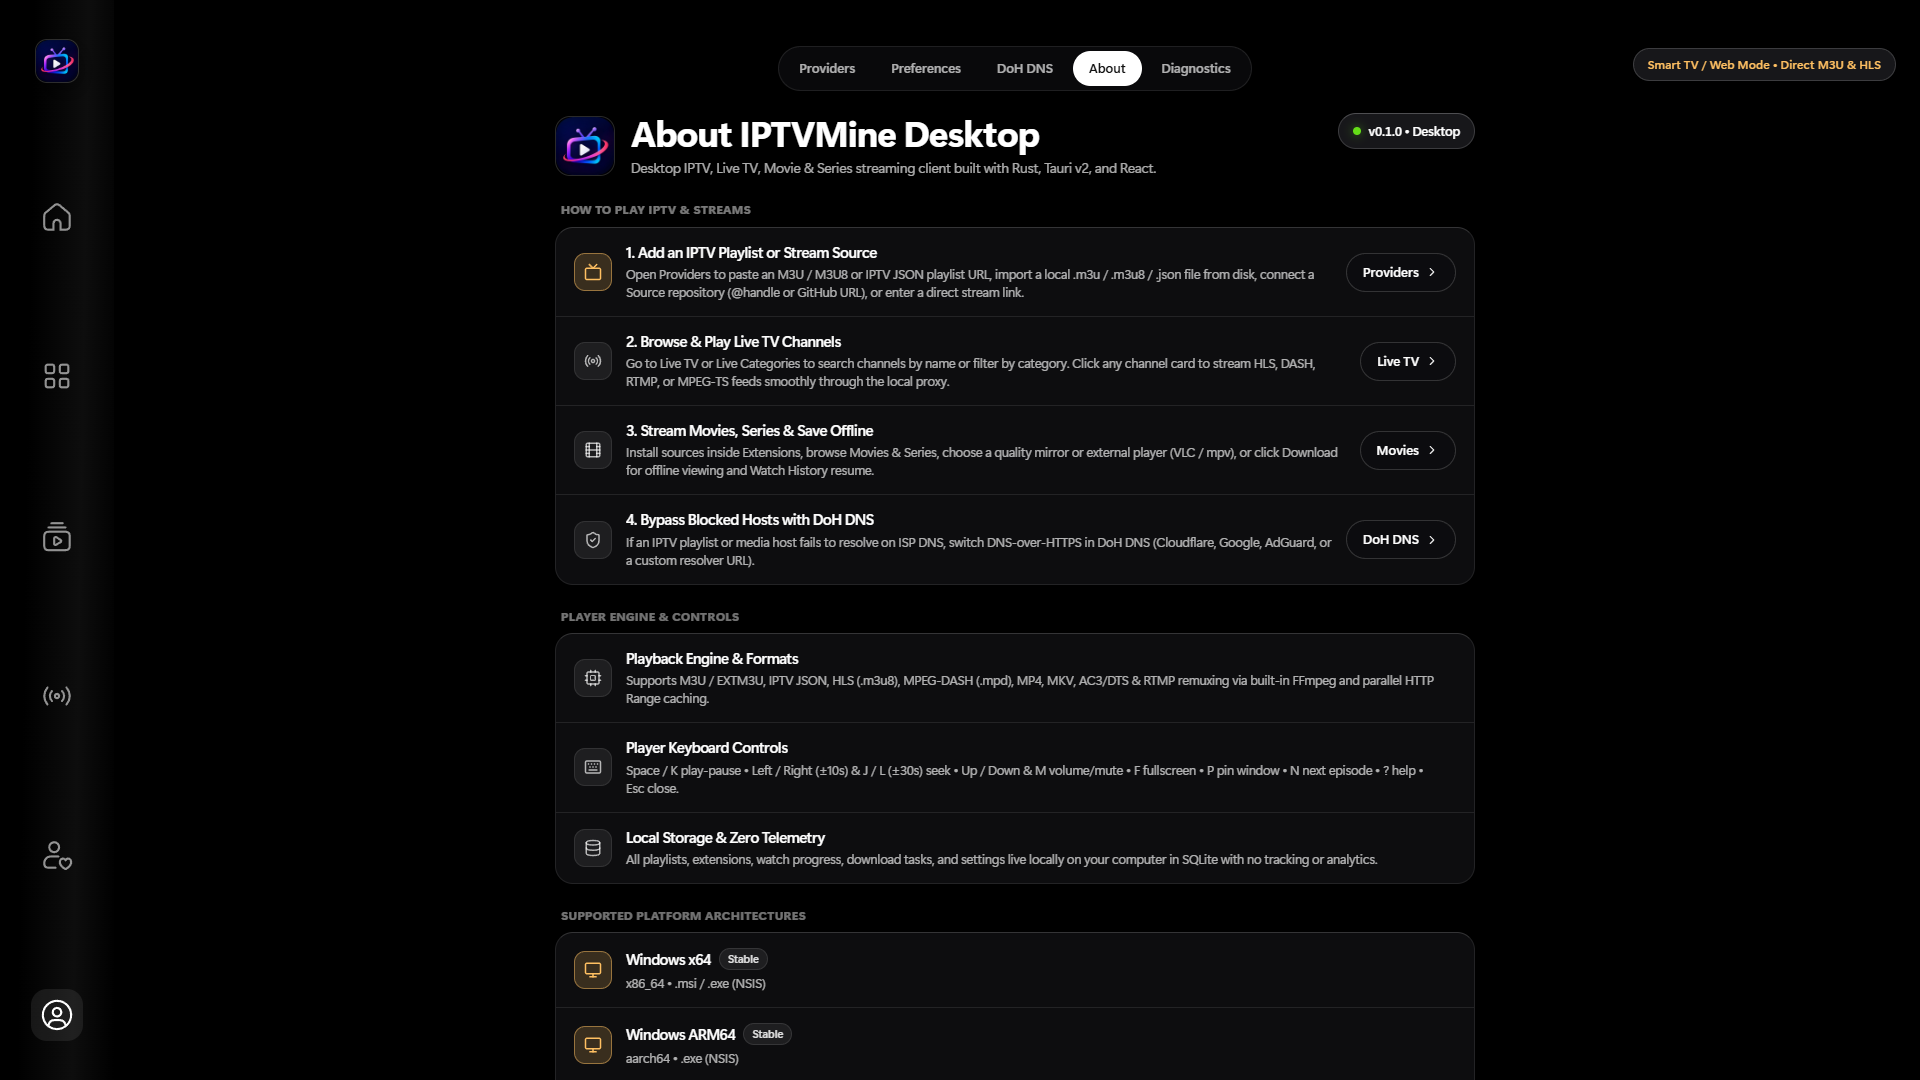 Providers
Preferences
DoH DNS
About
Diagnostics
Smart TV / Web Mode • Direct M3U & HLS
About IPTVMine Desktop
v0.1.0 • Desktop
Desktop IPTV, Live TV, Movie & Series streaming client built with Rust, Tauri v2, and React.
HOW TO PLAY IPTV & STREAMS
1. Add an IPTV Playlist or Stream Source
Open Providers to paste an M3U / M3U8 or IPTV JSON playlist URL, import a local .m3u / .m3u8 / .json file from disk, connect a
Source repository (@handle or GitHub URL), or enter a direct stream link.
Providers
2. Browse & Play Live TV Channels
Go to Live TV or Live Categories to search channels by name or filter by category. Click any channel card to stream HLS, DASH,
RTMP, or MPEG-TS feeds smoothly through the local proxy.
Live TV
3. Stream Movies, Series & Save Offline
Install sources inside Extensions, browse Movies & Series, choose a quality mirror or external player (VLC / mpv), or click Download
for offline viewing and Watch History resume.
Movies
4. Bypass Blocked Hosts with DoH DNS
If an IPTV playlist or media host fails to resolve on ISP DNS, switch DNS-over-HTTPS in DoH DNS (Cloudflare, Google, AdGuard, or
a custom resolver URL).
DoH DNS
PLAYER ENGINE & CONTROLS
Playback Engine & Formats
Supports M3U / EXTM3U, IPTV JSON, HLS (.m3u8), MPEG-DASH (.mpd), MP4, MKV, AC3/DTS & RTMP remuxing via built-in FFmpeg and parallel HTTP
Range caching.
Player Keyboard Controls
Space / K play-pause • Left / Right (±10s) & J / L (±30s) seek • Up / Down & M volume/mute • F fullscreen • P pin window • N next episode • ? help •
Esc close.
Local Storage & Zero Telemetry
All playlists, extensions, watch progress, download tasks, and settings live locally on your computer in SQLite with no tracking or analytics.
SUPPORTED PLATFORM ARCHITECTURES
Windows x64
Stable
x86_64 • .msi / .exe (NSIS)
Windows ARM64
Stable
aarch64 • .exe (NSIS)